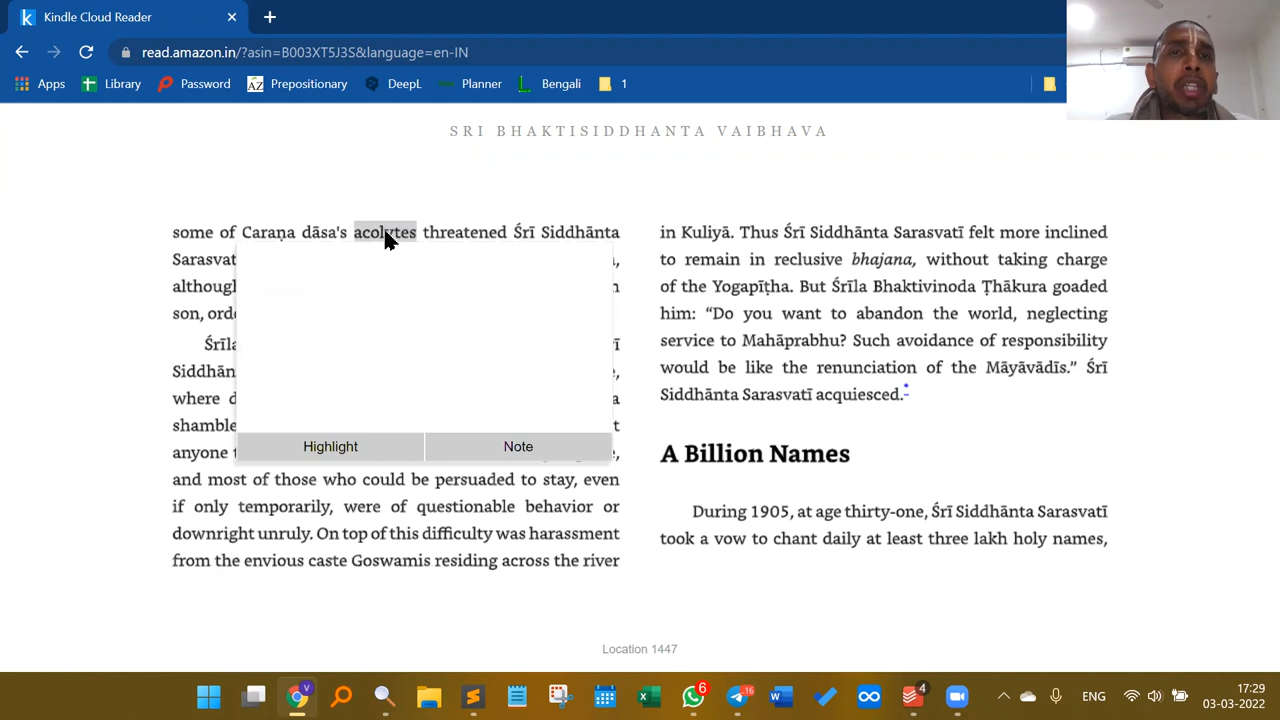 Kindle Cloud Reader
read.amazon.in/?asin=B003XT5J3S&language=en-IN
Apps Library Password Prepositionary DeepL Planner Bengali 1
SRI BHAKTISIDDHANTA VAIBHAVA
some of Caraṇa dāsa's acolytes threatened Śrī Siddhānta
Sarasvat
although
son, ord
Śrīla
Siddhān
where d
shamble
anyone
Highlight Note
and most of those who could be persuaded to stay, even
if only temporarily, were of questionable behavior or
downright unruly. On top of this difficulty was harassment
from the envious caste Goswamis residing across the river
in Kuliyā. Thus Śrī Siddhānta Sarasvatī felt more inclined
to remain in reclusive bhajana, without taking charge
of the Yogapīṭha. But Śrīla Bhaktivinoda Ṭhākura goaded
him: “Do you want to abandon the world, neglecting
service to Mahāprabhu? Such avoidance of responsibility
would be like the renunciation of the Māyāvādīs.” Śrī
Siddhānta Sarasvatī acquiesced.*
A Billion Names
During 1905, at age thirty-one, Śrī Siddhānta Sarasvatī
took a vow to chant daily at least three lakh holy names,
Location 1447
6 16 4 ENG 17:29
03-03-2022